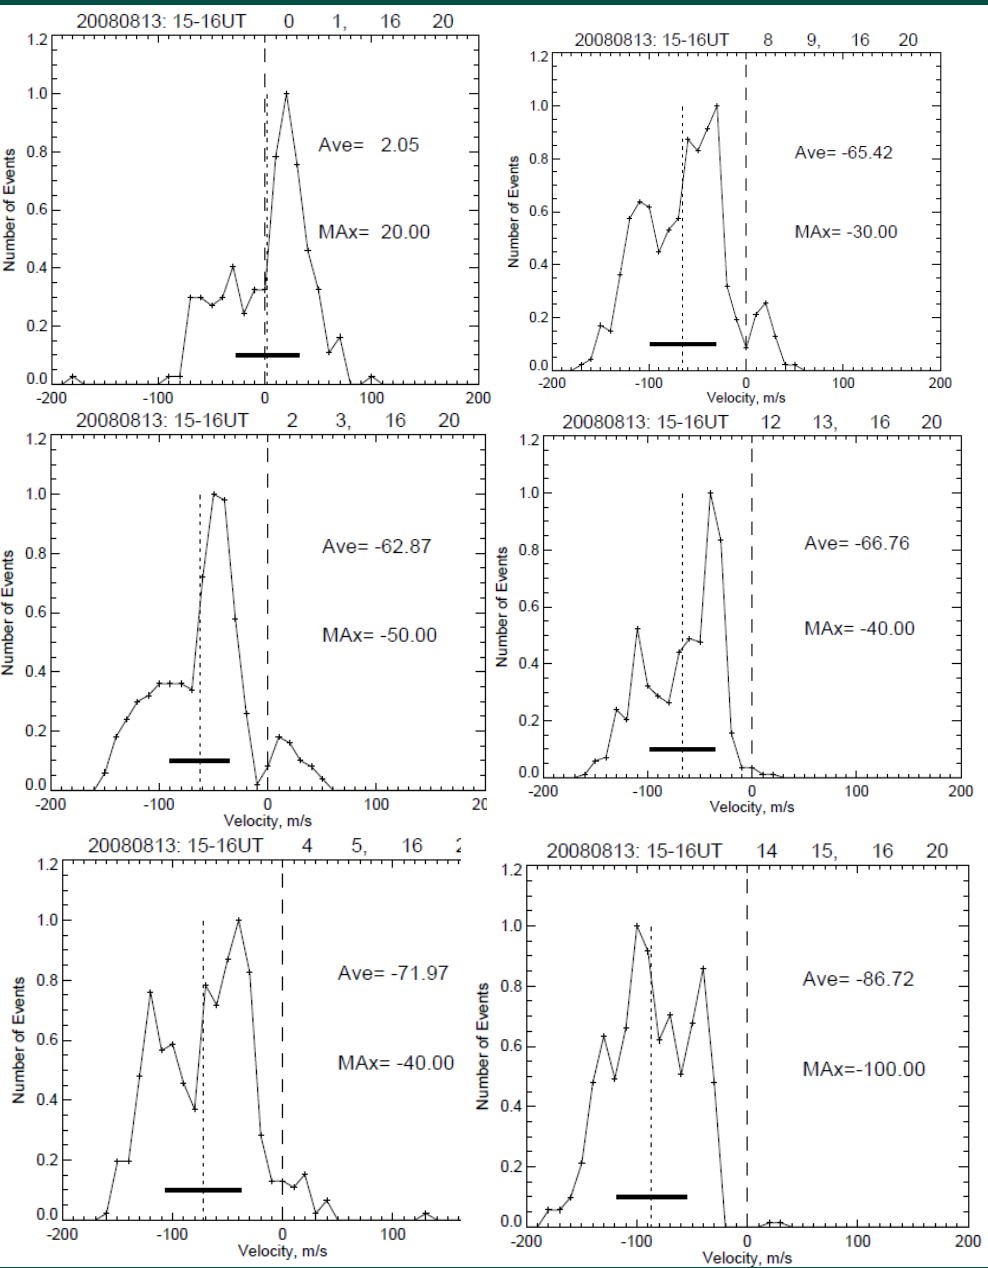 20080813: 15-16UT 0 1, 16 20
1.2
1.0
0.8
0.6
0.4
0.2
0.0
Number of Events
Ave= 2.05
MAx= 20.00
-200 -100 0 100 200
20080813: 15-16UT 8 9, 16 20
1.2
1.0
0.8
0.6
0.4
0.2
0.0
Number of Events
Ave= -65.42
MAx= -30.00
-200 -100 0 100 200
Velocity, m/s
20080813: 15-16UT 2 3, 16 20
1.2
1.0
0.8
0.6
0.4
0.2
0.0
Number of Events
Ave= -62.87
MAx= -50.00
-200 -100 0 100 20
Velocity, m/s
20080813: 15-16UT 12 13, 16 20
1.2
1.0
0.8
0.6
0.4
0.2
0.0
Number of Events
Ave= -66.76
MAx= -40.00
-200 -100 0 100 200
Velocity, m/s
20080813: 15-16UT 4 5, 16
1.2
1.0
0.8
0.6
0.4
0.2
0.0
Number of Events
Ave= -71.97
MAx= -40.00
-200 -100 0 100
Velocity, m/s
20080813: 15-16UT 14 15, 16 20
1.2
1.0
0.8
0.6
0.4
0.2
0.0
Number of Events
Ave= -86.72
MAx=-100.00
-200 -100 0 100 200
Velocity, m/s